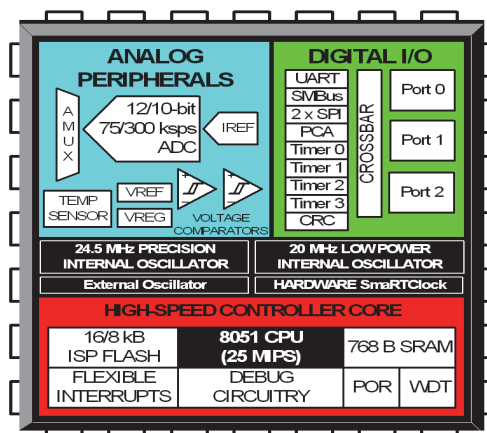 ANALOG
PERIPHERALS
AMUX
12/10-bit
75/300 ksps
ADC
IREF
TEMP
SENSOR
VREF
VREG
VOLTAGE
COMPARATORS
+
-
+
-
DIGITAL I/O
UART
SMBus
2 x SPI
PCA
Timer 0
Timer 1
Timer 2
Timer 3
CRC
CROSSBAR
Port 0
Port 1
Port 2
24.5 MHz PRECISION
INTERNAL OSCILLATOR
20 MHz LOW POWER
INTERNAL OSCILLATOR
External Oscillator
HARDWARE SmaRTClock
HIGH-SPEED CONTROLLER CORE
16/8 kB
ISP FLASH
8051 CPU
(25 MIPS)
768 B SRAM
FLEXIBLE
INTERRUPTS
DEBUG
CIRCUITRY
POR
WDT